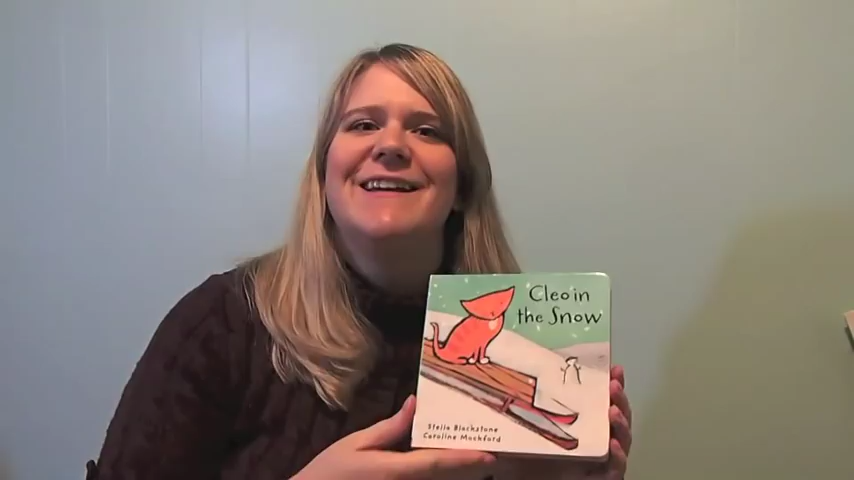 Cleo in
the Snow
Stella Blackstone
Caroline Mockford